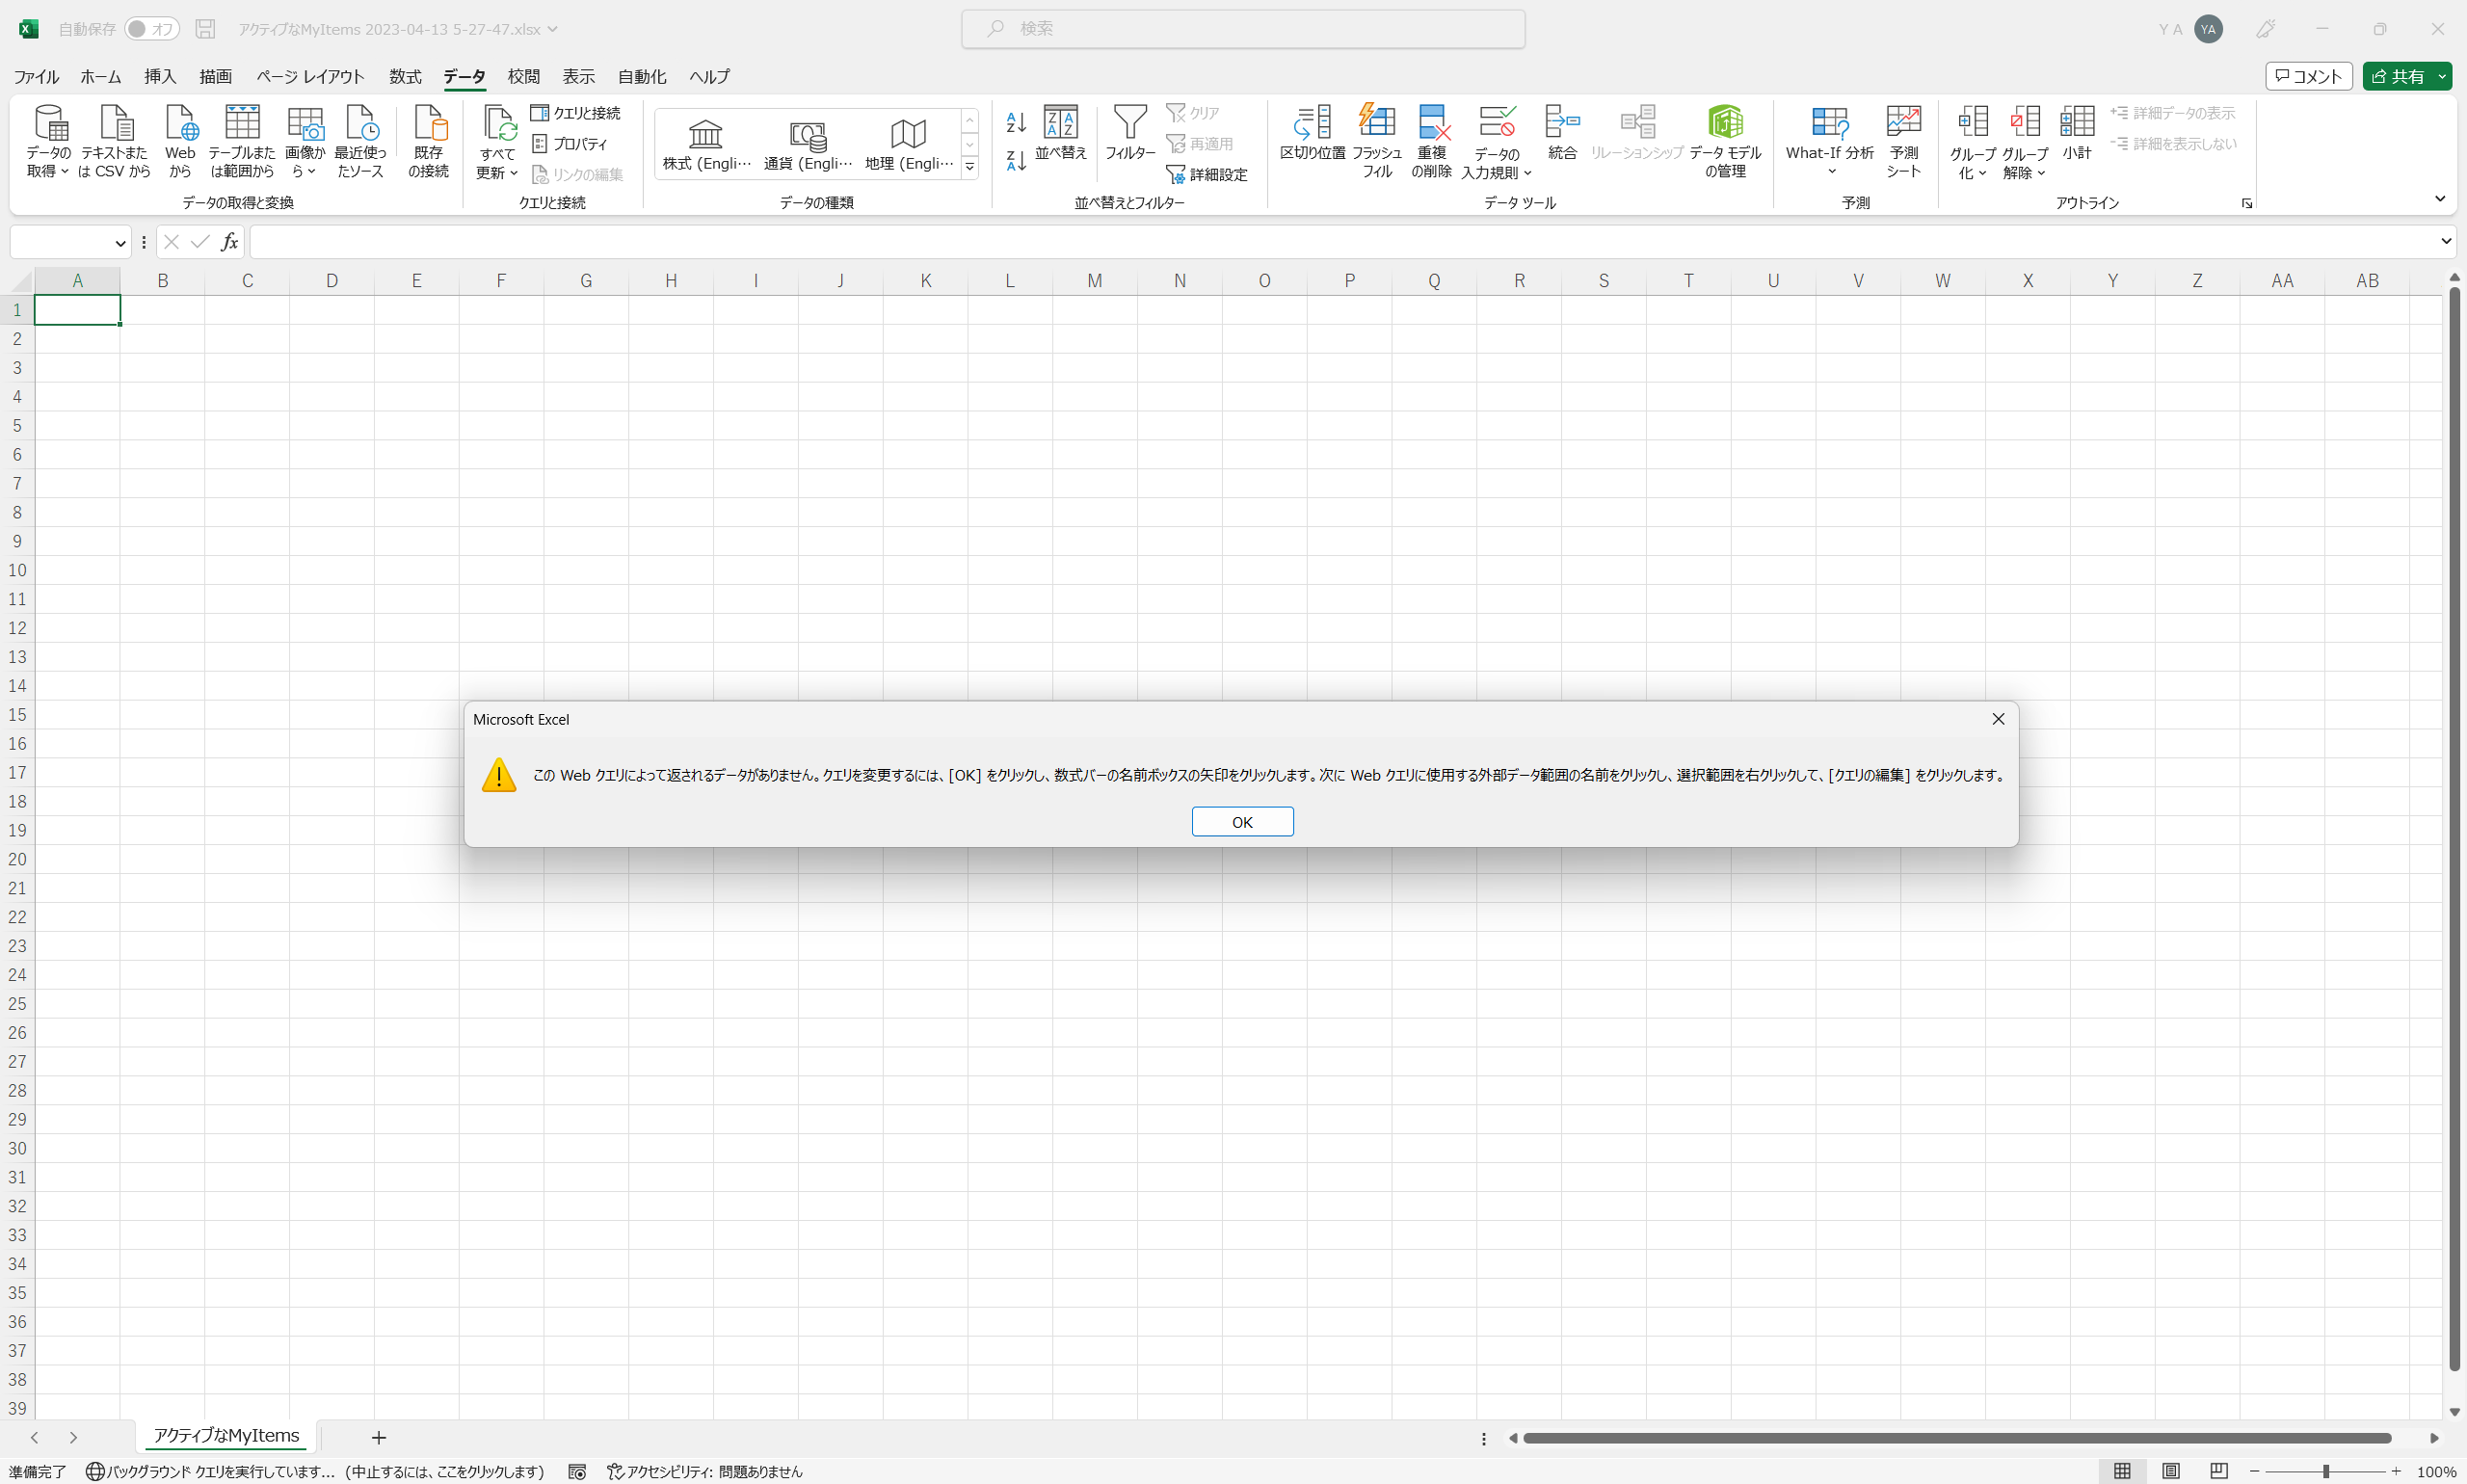 自動保存 オフ アクティブなMyItems 2023-04-13 5-27-47.xlsx 検索 Y A YA
ファイル ホーム 挿入 描画 ページ レイアウト 数式 データ 校閲 表示 自動化 ヘルプ コメント 共有
データの
取得
テキストまた
は CSV から
Web
から
テーブルまた
は範囲から
画像か
ら
最近使っ
たソース
既存
の接続
データの取得と変換
すべて
更新
クエリと接続
プロパティ
リンクの編集
クエリと接続
株式 (Engli… 通貨 (Engli… 地理 (Engli…
データの種類
並べ替え
フィルター
クリア
再適用
詳細設定
並べ替えとフィルター
区切り位置
フラッシュ
フィル
重複
の削除
データの
入力規則
統合
リレーションシップ
データ モデル
の管理
データ ツール
What-If 分析
予測
シート
予測
グループ
化
グループ
解除
小計
詳細データの表示
詳細を表示しない
アウトライン
fx
A B C D E F G H I J K L M N O P Q R S T U V W X Y Z AA AB
1
2
3
4
5
6
7
8
9
10
11
12
13
14
15
16
17
18
19
20
21
22
23
24
25
26
27
28
29
30
31
32
33
34
35
36
37
38
39
Microsoft Excel
この Web クエリによって返されるデータがありません。クエリを変更するには、[OK] をクリックし、数式バーの名前ボックスの矢印をクリックします。次に Web クエリに使用する外部データ範囲の名前をクリックし、選択範囲を右クリックして、[クエリの編集] をクリックします。
OK
アクティブなMyItems
準備完了 バックグラウンド クエリを実行しています... (中止するには、ここをクリックします) アクセシビリティ: 問題ありません 100%